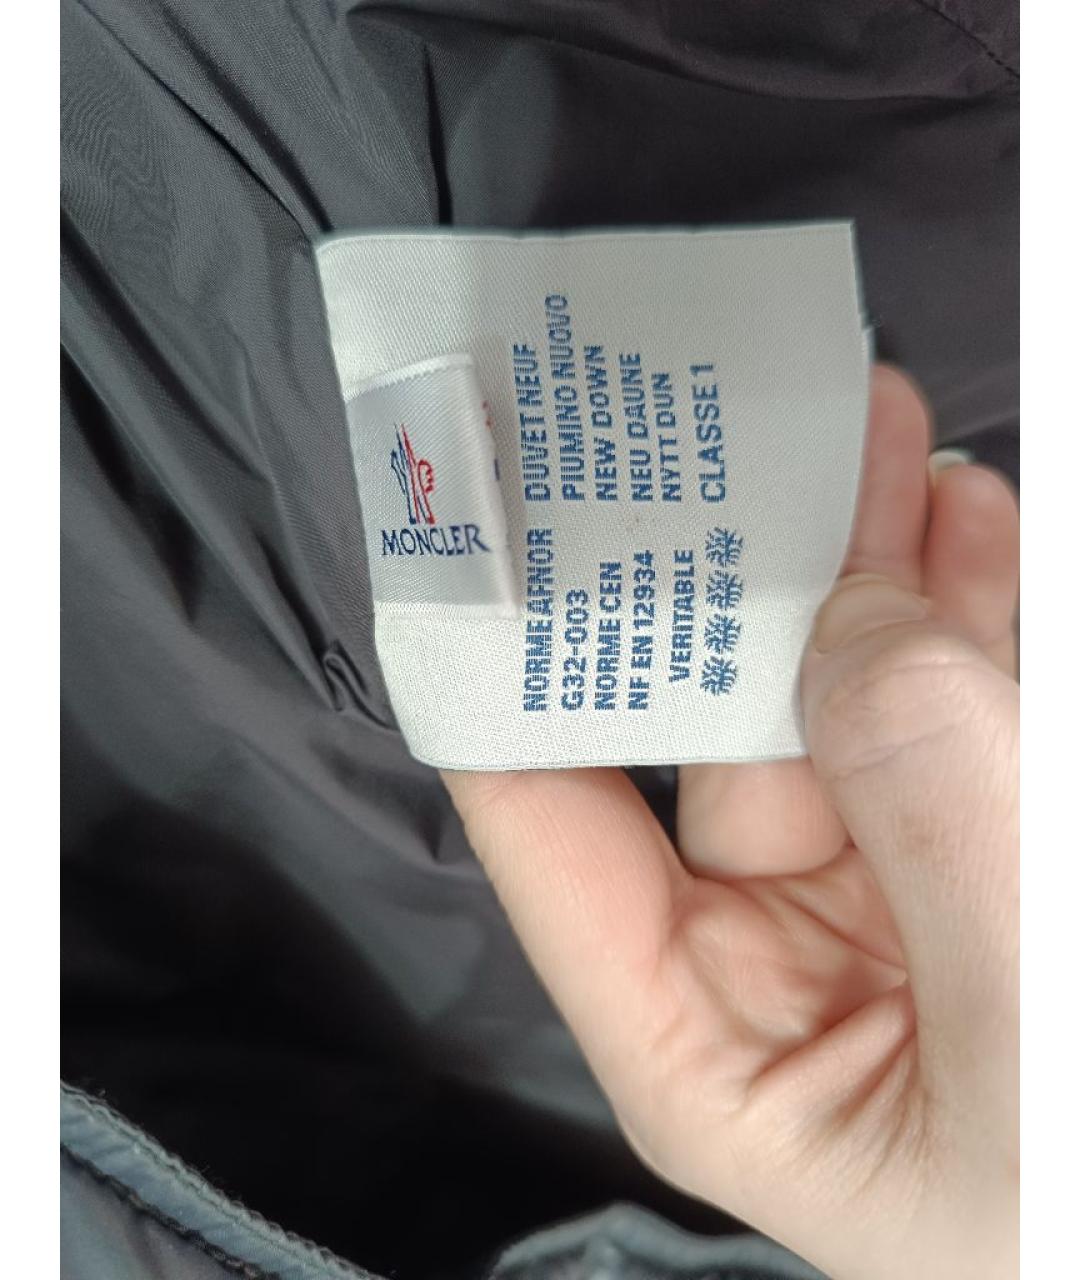 MONCLER
NORME AFNOR DUVET NEUF
G32-003 PIUMINO NUOVO
NORME CEN NEW DOWN
NF EN 12934 NEU DAUNE
NYTT DUN
VERITABLE
CLASSE 1